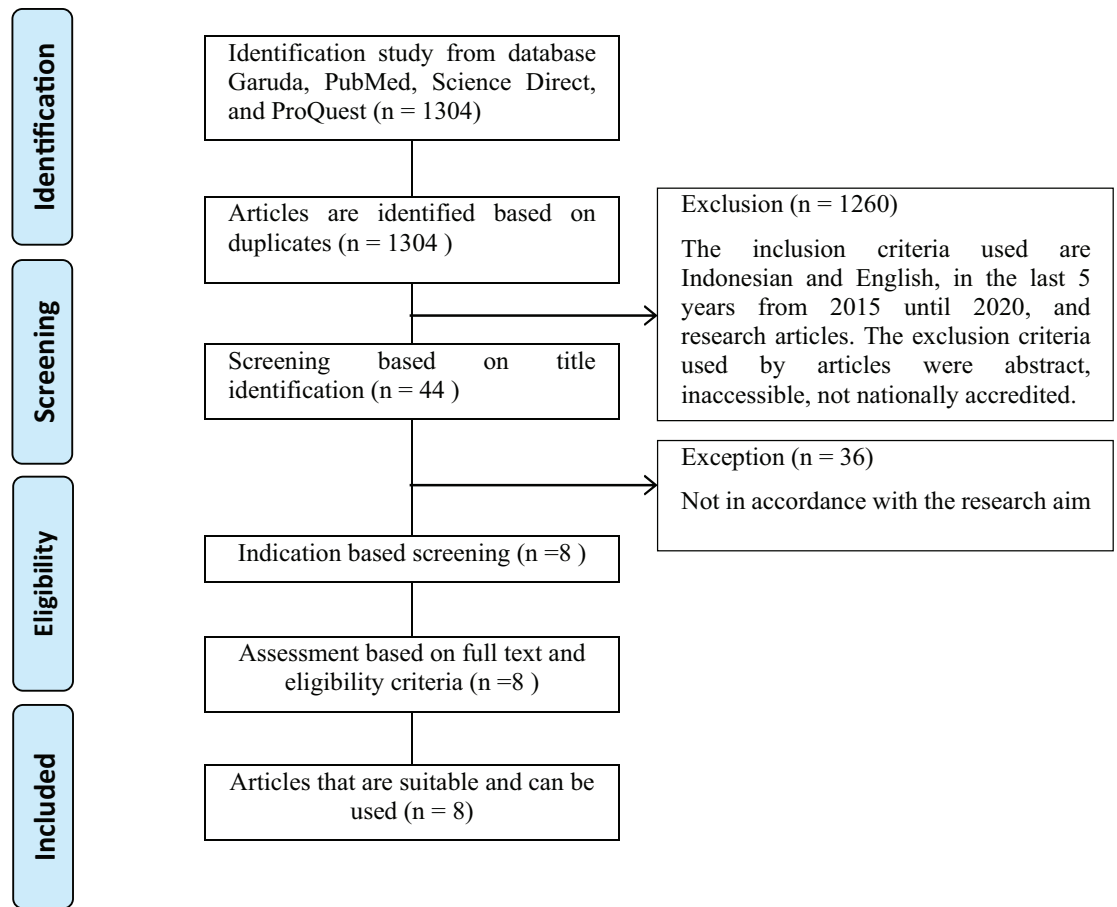 Identification
Identification study from database
Garuda, PubMed, Science Direct,
and ProQuest (n = 1304)
Articles are identified based on
duplicates (n = 1304 )
Exclusion (n = 1260)
The inclusion criteria used are
Indonesian and English, in the last 5
years from 2015 until 2020, and
research articles. The exclusion criteria
used by articles were abstract,
inaccessible, not nationally accredited.
Screening
Screening based on title
identification (n = 44 )
Exception (n = 36)
Not in accordance with the research aim
Eligibility
Indication based screening (n =8 )
Assessment based on full text and
eligibility criteria (n =8 )
Included
Articles that are suitable and can be
used (n = 8)